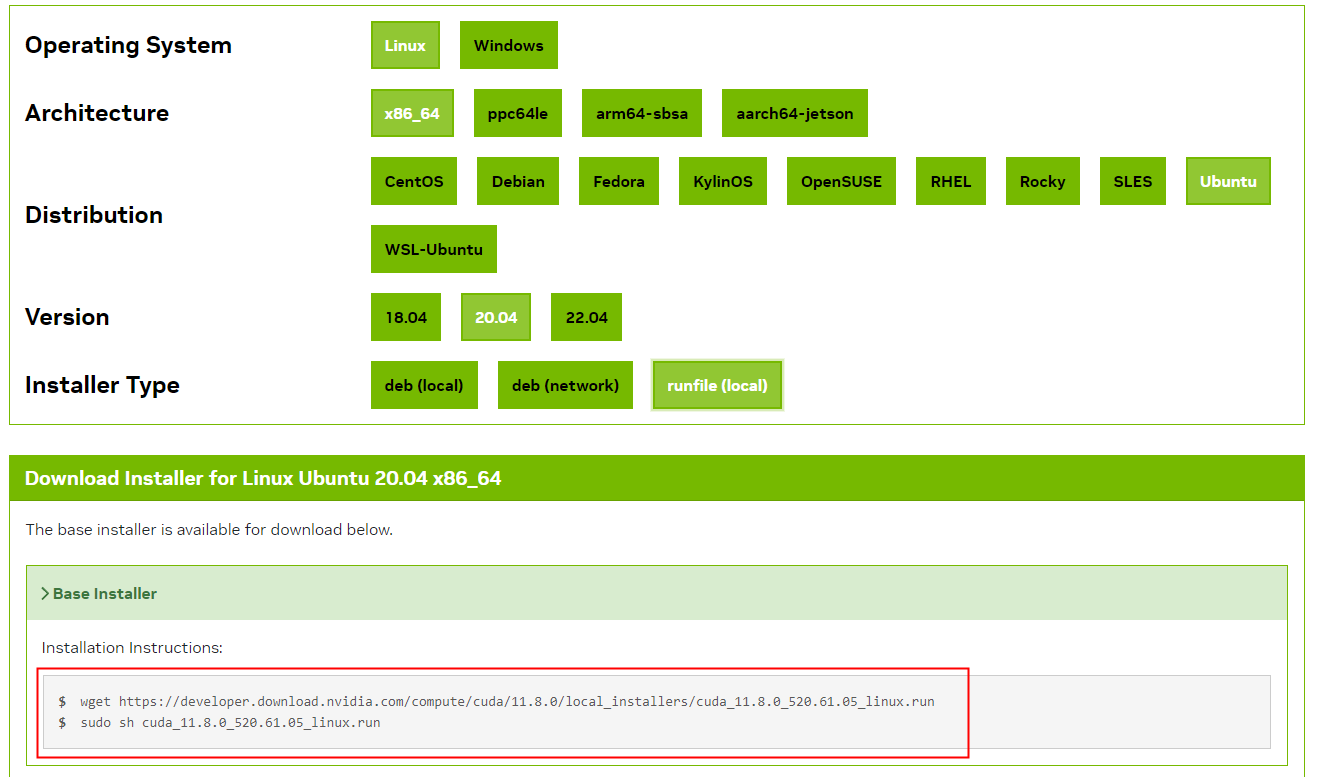 Operating System Linux Windows
Architecture x86_64 ppc64le arm64-sbsa aarch64-jetson
Distribution CentOS Debian Fedora KylinOS OpenSUSE RHEL Rocky SLES Ubuntu
WSL-Ubuntu
Version 18.04 20.04 22.04
Installer Type deb (local) deb (network) runfile (local)
Download Installer for Linux Ubuntu 20.04 x86_64
The base installer is available for download below.
Base Installer
Installation Instructions:
$ wget https://developer.download.nvidia.com/compute/cuda/11.8.0/local_installers/cuda_11.8.0_520.61.05_linux.run
$ sudo sh cuda_11.8.0_520.61.05_linux.run